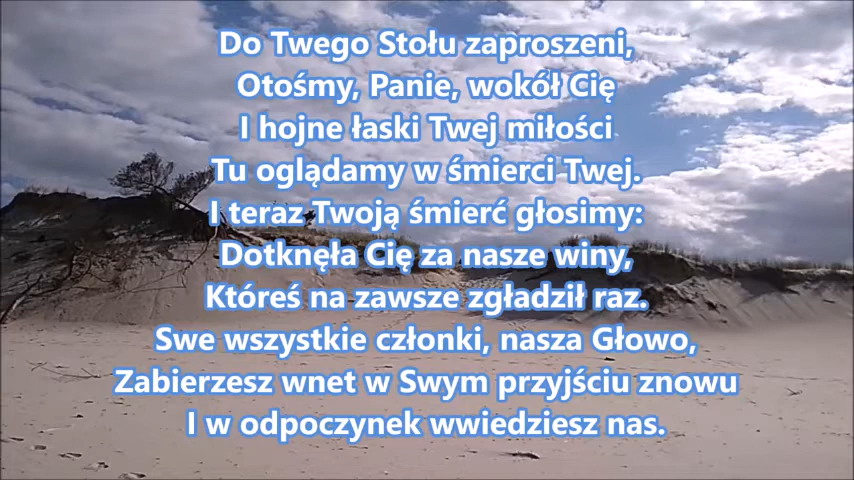 Do Twego Stołu zaproszeni,
Otośmy, Panie, wokół Cię
I hojne łaski Twej miłości
Tu oglądamy w śmierci Twej.
I teraz Twoją śmierć głosimy:
Dotknęła Cię za nasze winy,
Któreś na zawsze zgładził raz.
Swe wszystkie członki, nasza Głowo,
Zabierzesz wnet w Swym przyjściu znowu
I w odpoczynek wwiedziesz nas.